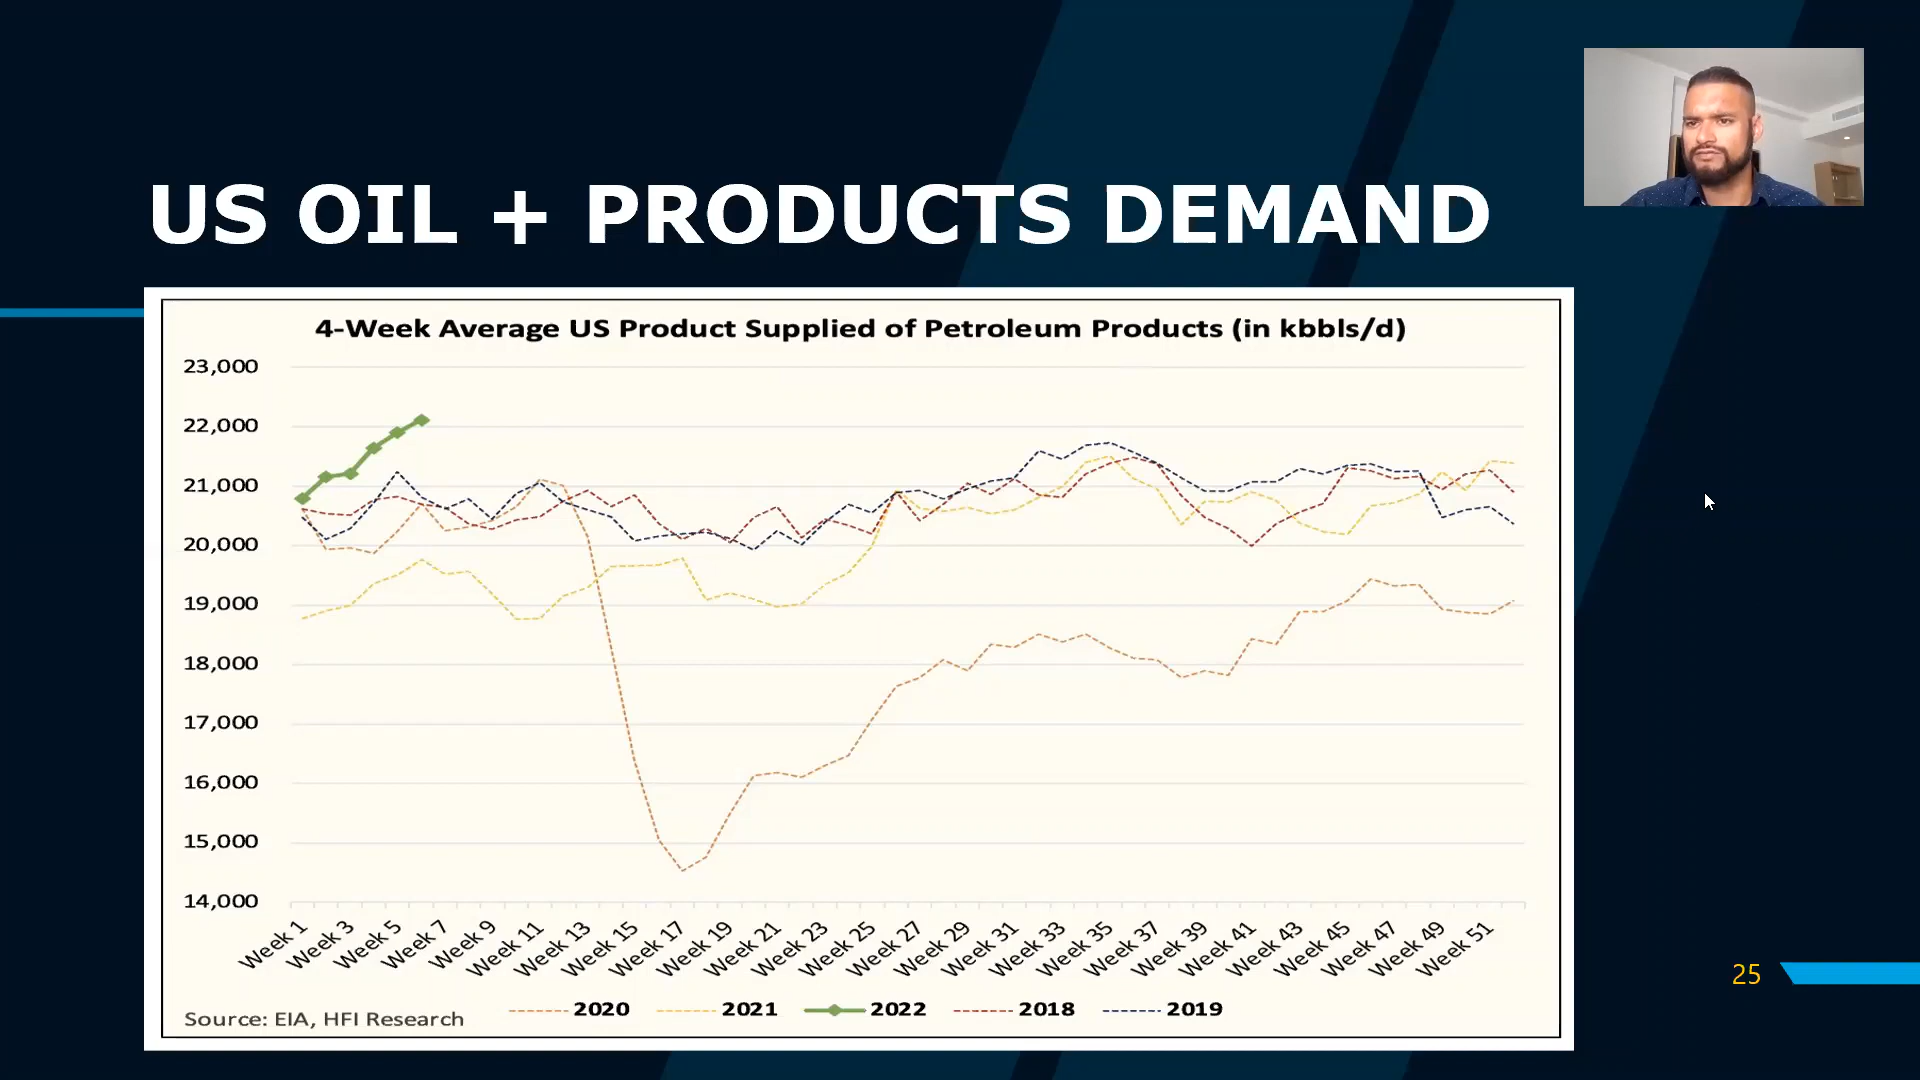 US OIL + PRODUCTS DEMAND
4-Week Average US Product Supplied of Petroleum Products (in kbbls/d)
23,000
22,000
21,000
20,000
19,000
18,000
17,000
16,000
15,000
14,000
Week 1 Week 3 Week 5 Week 7 Week 9 Week 11 Week 13 Week 15 Week 17 Week 19 Week 21 Week 23 Week 25 Week 27 Week 29 Week 31 Week 33 Week 35 Week 37 Week 39 Week 41 Week 43 Week 45 Week 47 Week 49 Week 51
25
2020 2021 2022 2018 2019
Source: EIA, HFI Research